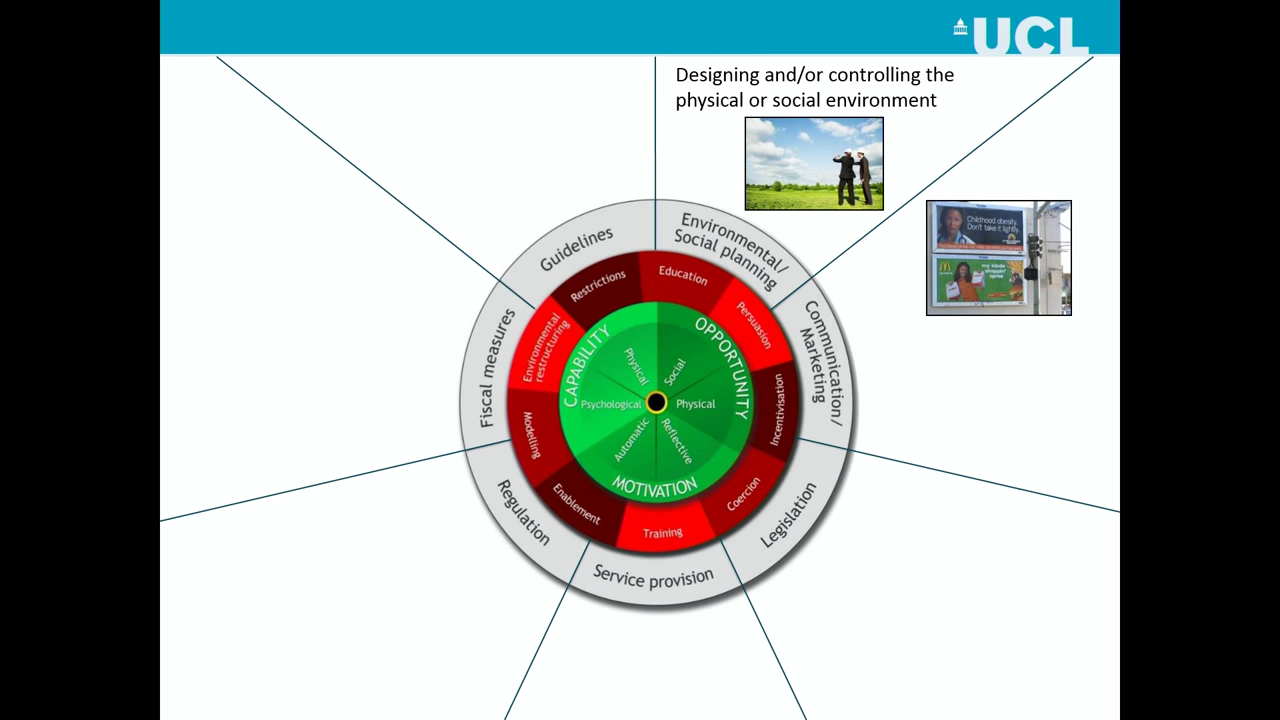 UCL
Designing and/or controlling the
physical or social environment
Childhood obesity.
Don't take it lightly.
my kinda
shoppin'
spree
Guidelines
Environmental/
Social planning
Communication/
Marketing
Legislation
Service provision
Regulation
Fiscal measures
Restrictions
Education
Persuasion
Incentivisation
Coercion
Training
Enablement
Modelling
Environmental
restructuring
CAPABILITY
OPPORTUNITY
MOTIVATION
Physical
Social
Psychological
Physical
Automatic
Reflective